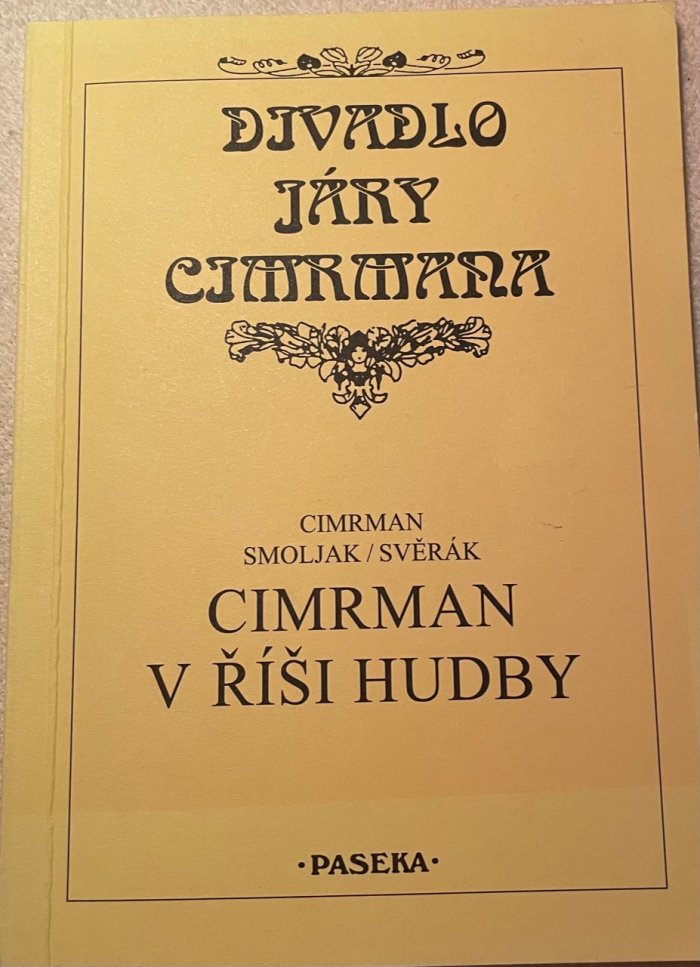 DIVADLO
JÁRY
CIMRMANA
CIMRMAN
SMOLJAK / SVĚRÁK
CIMRMAN
V ŘÍŠI HUDBY
·PASEKA·